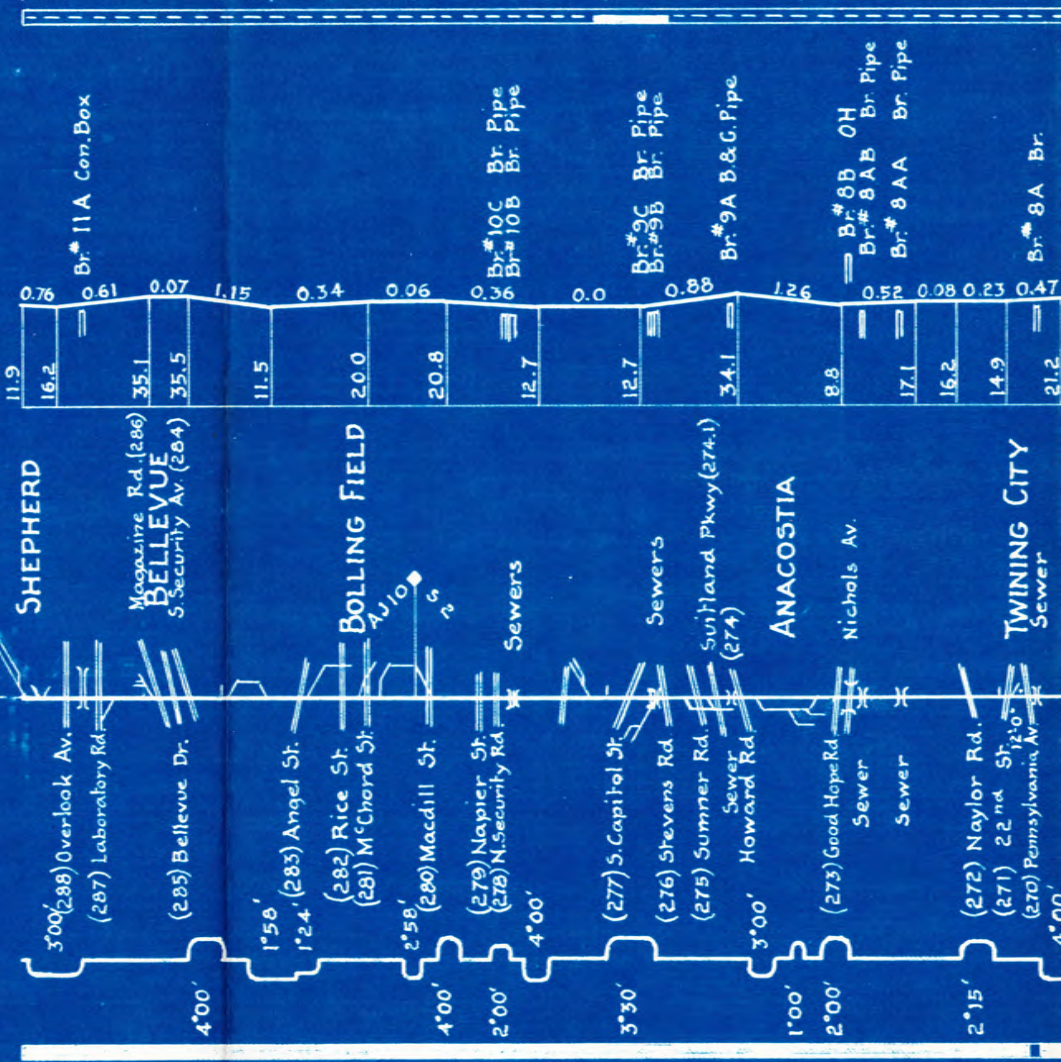 Br.# 11A Con. Box
Br.# 10C Br. Pipe
Br.# 10B Br. Pipe
Br.# 9C Br. Pipe
Br.# 9B Br. Pipe
Br.# 9A B.& G. Pipe
Br.# 8B OH
Br.# 8AB Br. Pipe
Br.# 8AA Br. Pipe
Br.# 8A Br.
0.76
0.61
0.07
1.15
0.34
0.06
0.36
0.0
0.88
1.26
0.52
0.08
0.23
0.47
11.9
16.2
35.1
35.5
11.5
20.0
20.8
12.7
12.7
34.1
8.8
17.1
16.2
14.9
21.2
SHEPHERD
Magazine Rd. (286)
BELLEVUE
S. Security Av. (284)
BOLLING FIELD
AJ10
S
2
Sewers
Sewers
Suitland Pkwy (274.1)
(274)
ANACOSTIA
Nichols Av.
TWINING CITY
Sewer
(288) Overlook Av.
(287) Laboratory Rd.
(285) Bellevue Dr.
(283) Angel St.
(282) Rice St.
(281) McChord St.
(280) Macdill St.
(279) Napier St.
(278) N. Security Rd.
(277) S. Capitol St.
(276) Stevens Rd.
(275) Sumner Rd.
Sewer
Howard Rd.
(273) Good Hope Rd.
Sewer
Sewer
(272) Naylor Rd.
(271) 22nd St.
12'0"
(270) Pennsylvania Av.
3°00'
1°58'
1°24'
2°58'
4°00'
3°00'
4°00'
4°00'
4°00'
2°00'
3°30'
1°00'
2°00'
2°15'